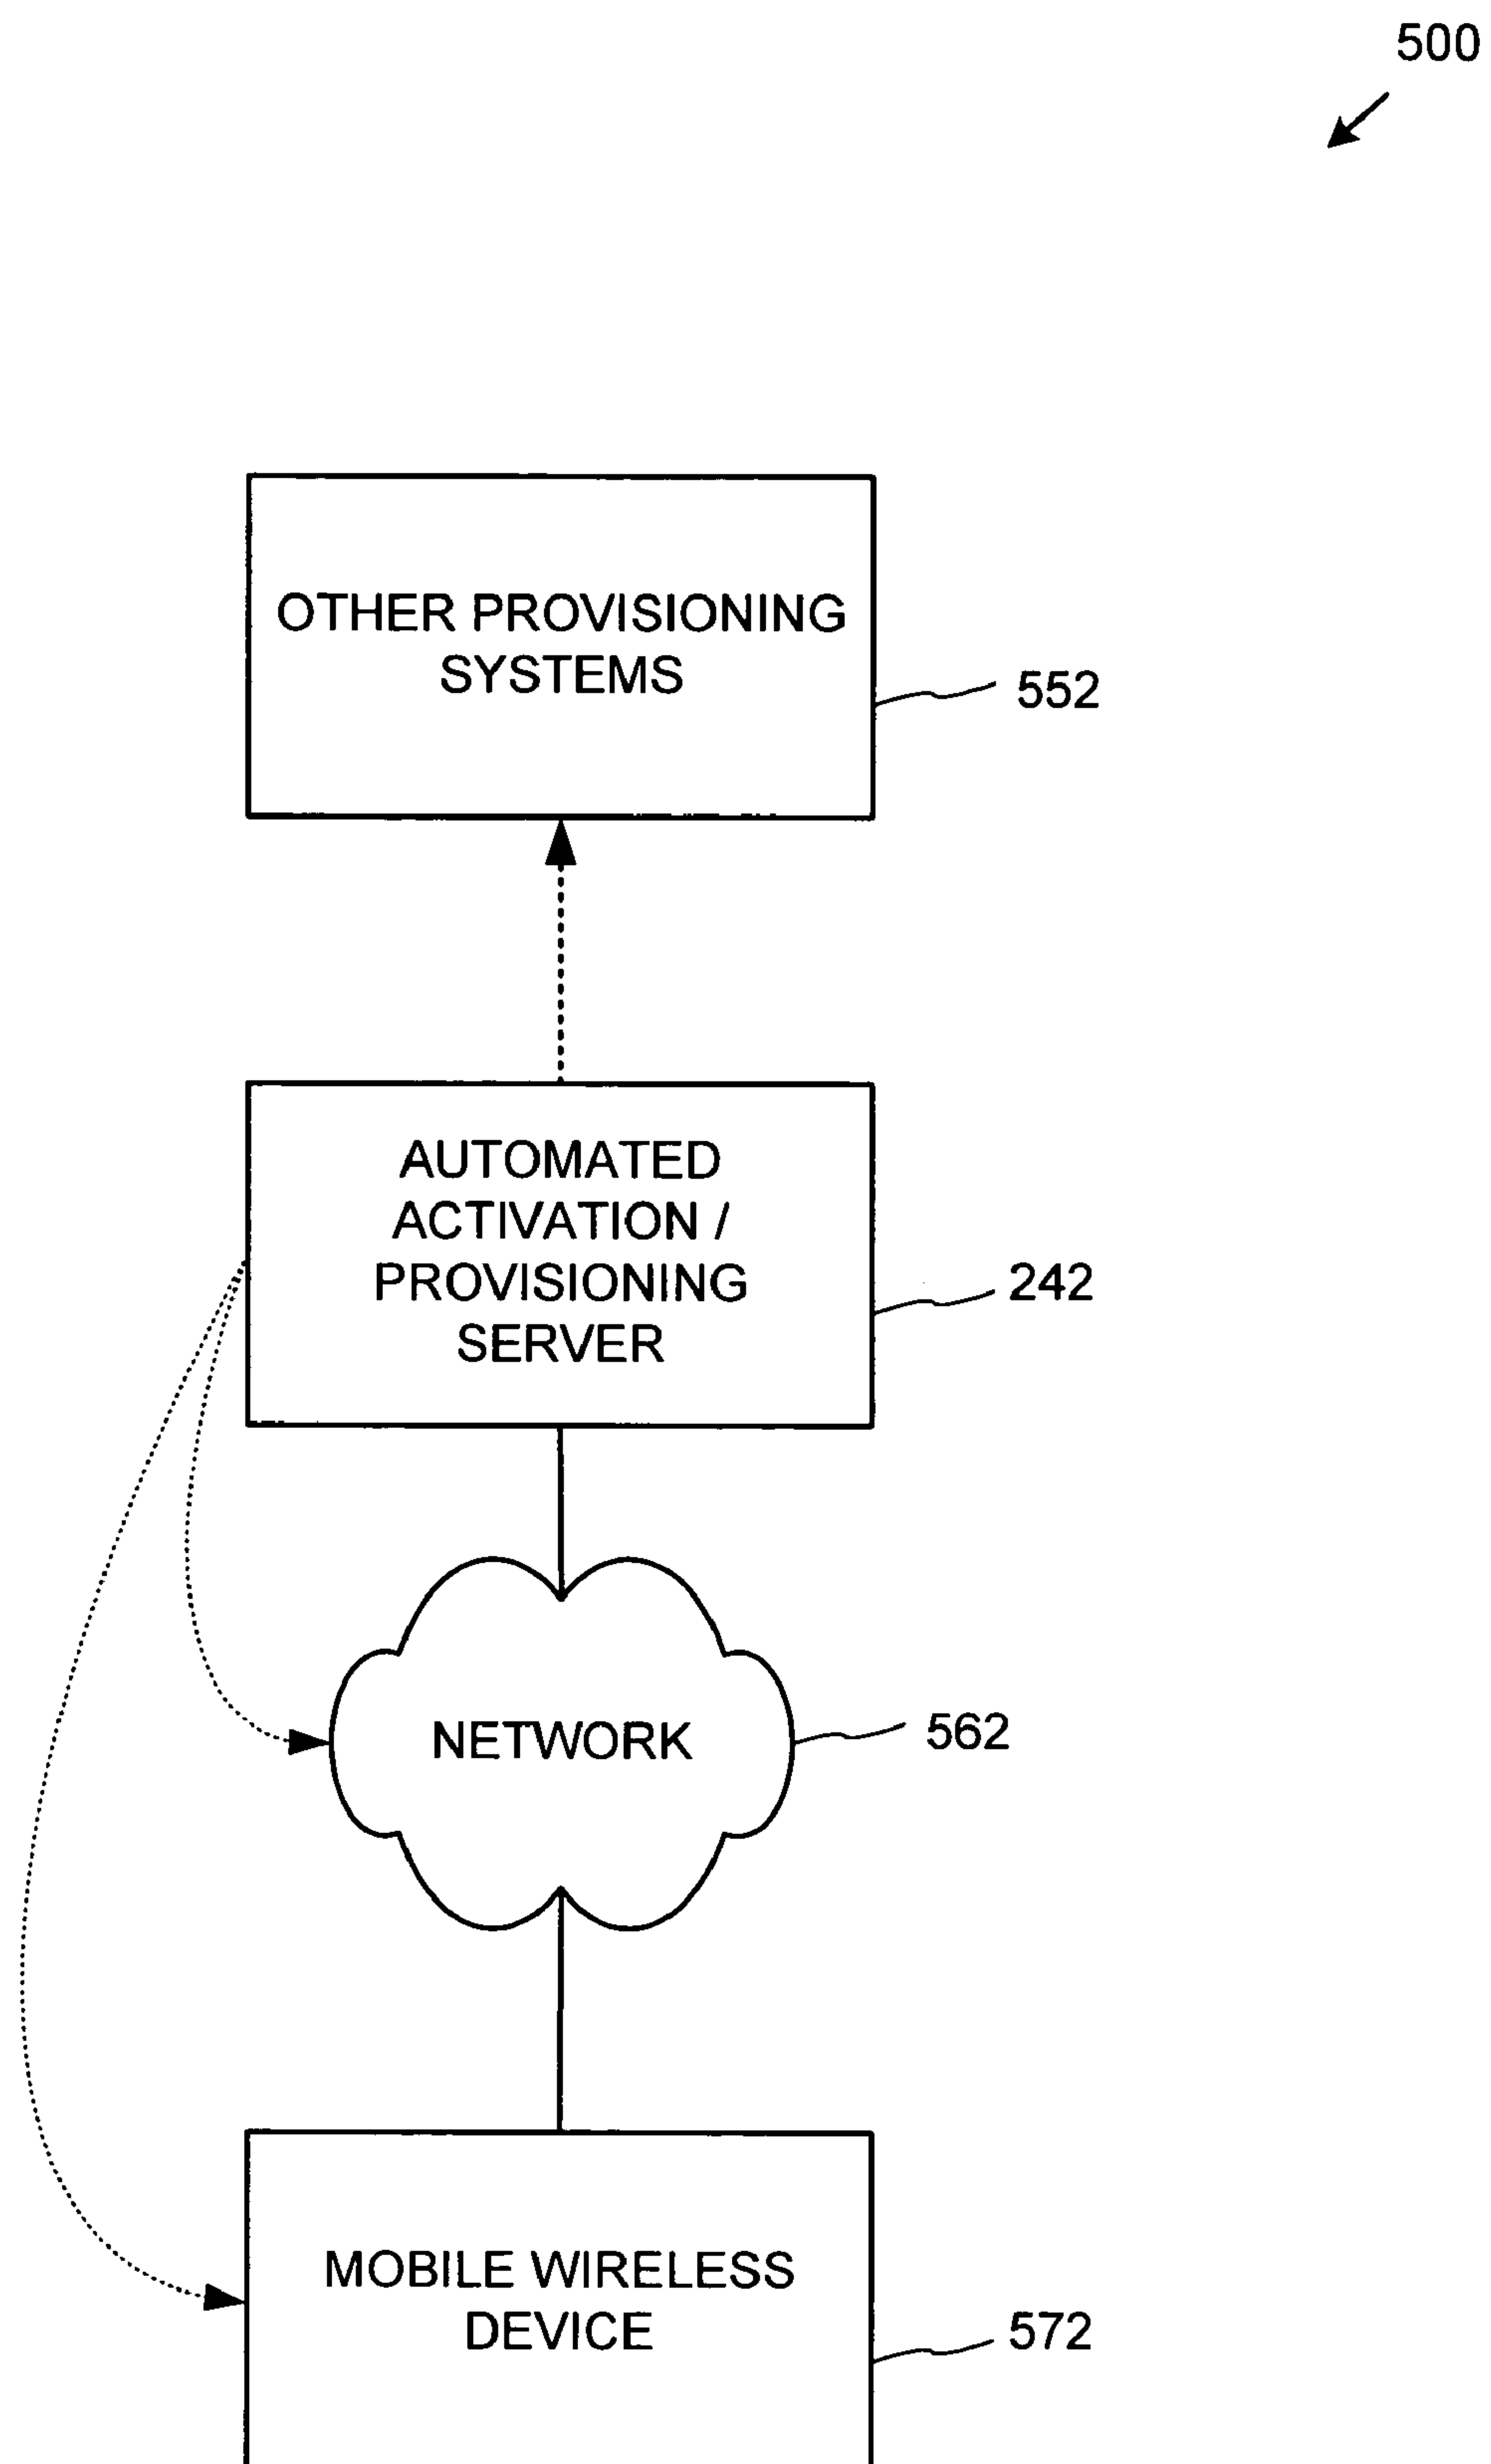 500
OTHER PROVISIONING
SYSTEMS
552
AUTOMATED
ACTIVATION /
PROVISIONING
SERVER
242
NETWORK
562
MOBILE WIRELESS
DEVICE
572